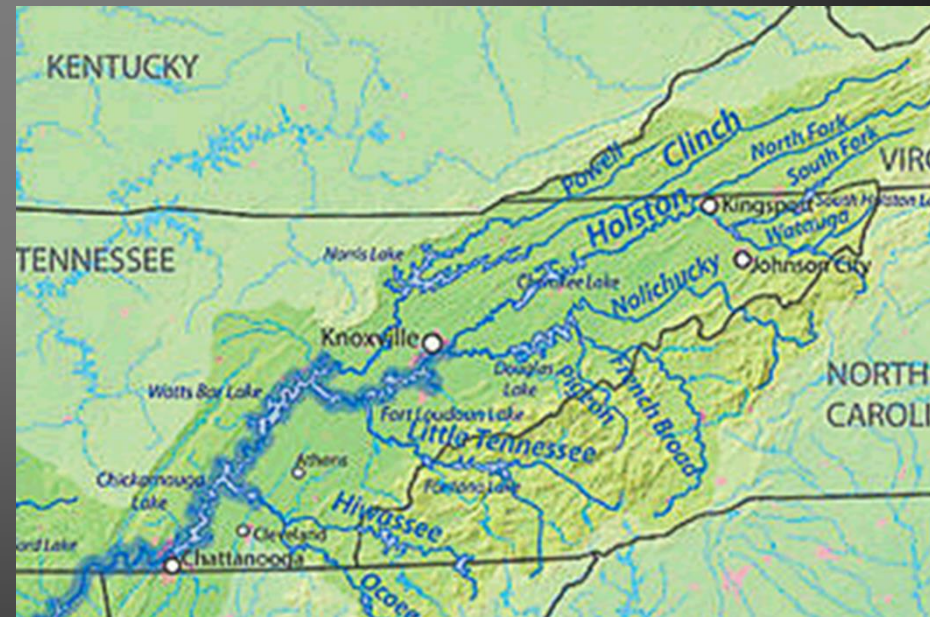 KENTUCKY
Powell
Clinch
North Fork
South Fork
Holston
Kingsport
South Holston
Watauga
TENNESSEE
Norris Lake
Cherokee Lake
Johnson City
Nolichucky
Knoxville
Douglas
Lake
Pigeon
French Broad
NORTH
CAROLI
Watts Bar Lake
Fort Loudoun Lake
Little Tennessee
Athens
Fontana Lake
Chickamauga
Lake
Hiwassee
Cleveland
Chattanooga
Ocoee